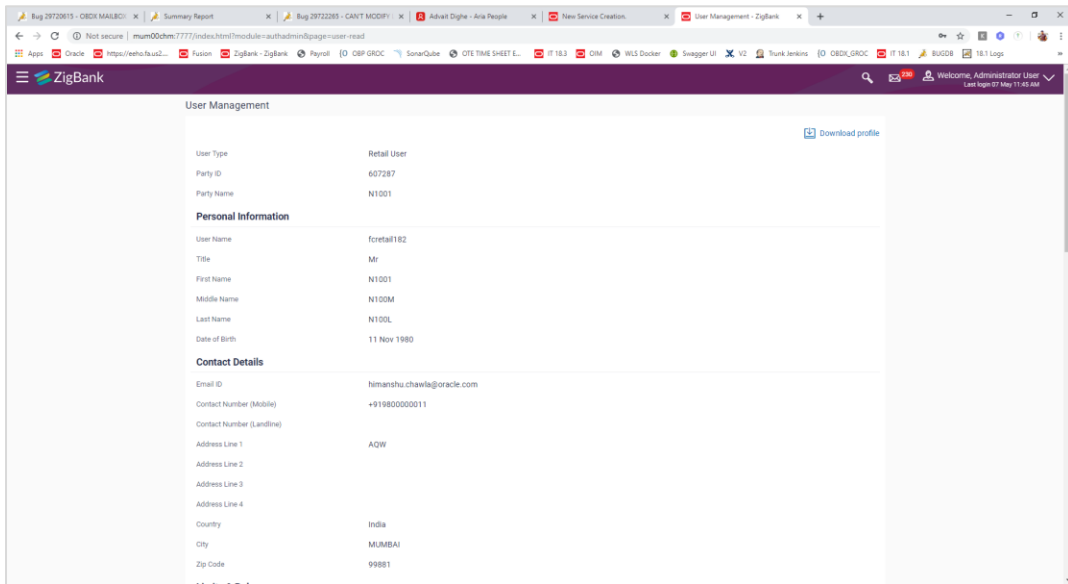 Bug 29720615 - OBDX MAILBO
Summary Report
Bug 29722265 - CAN'T MODIFY
Advait Dighe - Aria People
New Service Creation.
User Management - ZigBank
Not secure | mum00chm:7777/index.html?module=authadmin&page=user-read
Apps Oracle https://eeho.fa.us2... Fusion ZigBank - ZigBank Payroll OBP GROC SonarQube OTE TIME SHEET E... IT 18.3 OIM WLS Docker Swagger UI V2 Trunk Jenkins OBDX_GROC IT 18.1 BUGDB 18.1 Logs »
ZigBank
230
Welcome, Administrator User
Last login 07 May 11:45 AM
User Management
Download profile
User Type Retail User
Party ID 607287
Party Name N1001
Personal Information
User Name fcretail182
Title Mr
First Name N1001
Middle Name N100M
Last Name N100L
Date of Birth 11 Nov 1980
Contact Details
Email ID himanshu.chawla@oracle.com
Contact Number (Mobile) +919800000011
Contact Number (Landline)
Address Line 1 AQW
Address Line 2
Address Line 3
Address Line 4
Country India
City MUMBAI
Zip Code 99881